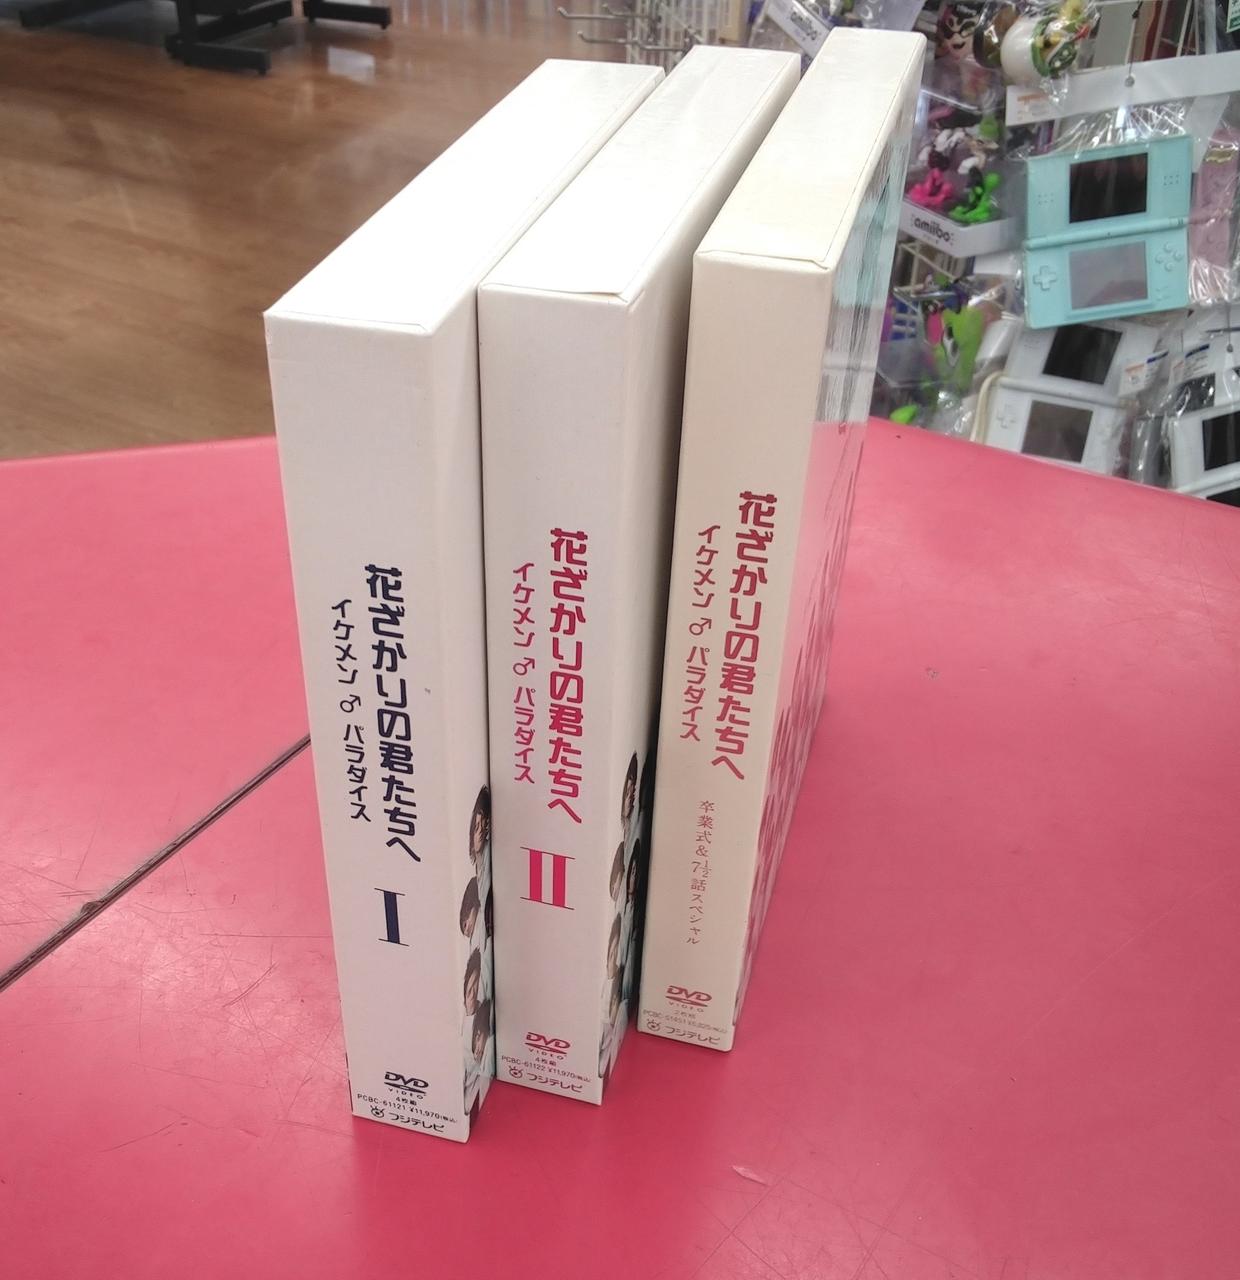 花ざかりの君たちへ
イケメン♂パラダイス
I
DVD
VIDEO
4枚組
PCBC-61121 ¥11,970(税込)
フジテレビ
花ざかりの君たちへ
イケメン♂パラダイス
II
DVD
VIDEO
4枚組
PCBC-61122 ¥11,970(税込)
フジテレビ
花ざかりの君たちへ
イケメン♂パラダイス
卒業式&7½話スペシャル
DVD
VIDEO
2枚組
フジテレビ
amiibo
amiibo